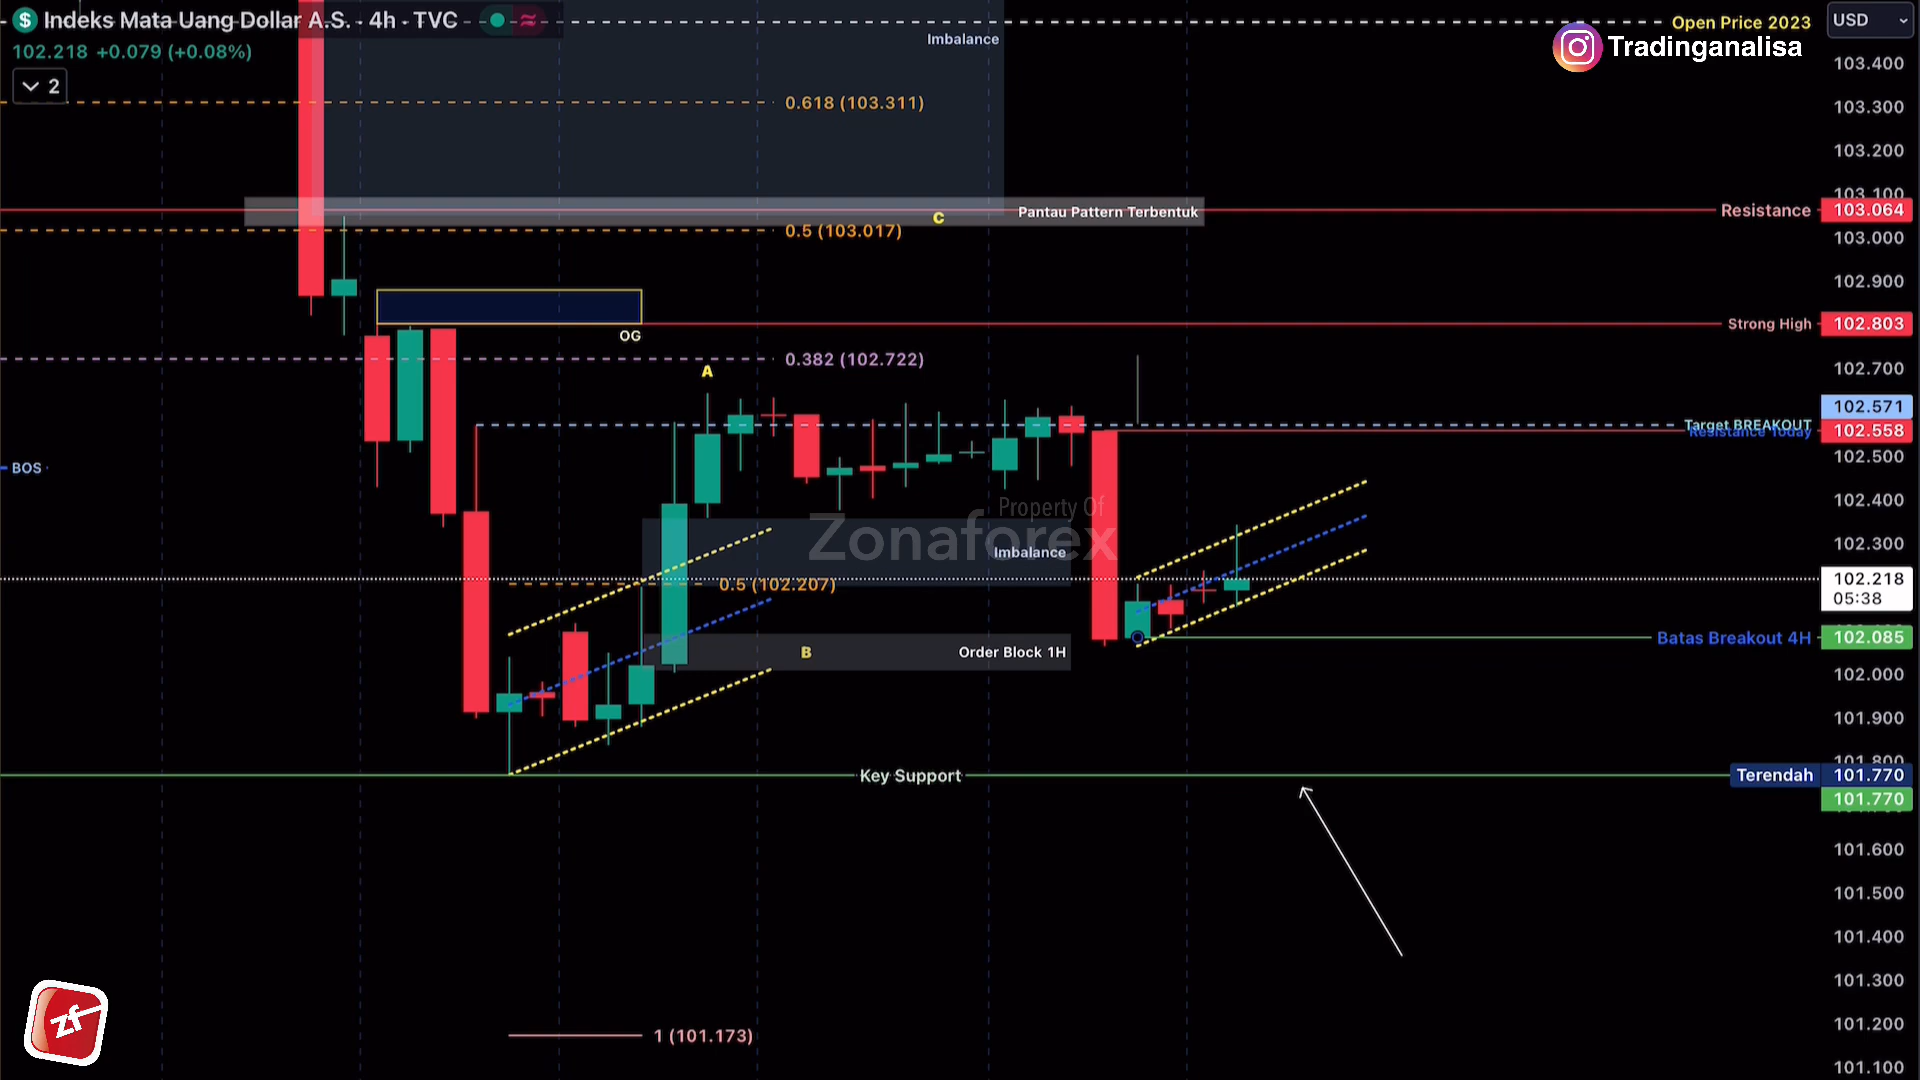 Indeks Mata Uang Dollar A.S. · 4h · TVC
102.218 +0.079 (+0.08%)
2
Imbalance
Open Price 2023
USD
Tradinganalisa
103.400
0.618 (103.311)
103.300
103.200
103.100
Pantau Pattern Terbentuk
C
Resistance 103.064
0.5 (103.017)
103.000
102.900
OG
Strong High 102.803
0.382 (102.722)
A
102.700
102.571
Target BREAKOUT
Resistance Today 102.558
BOS
102.500
Property Of
Zonaforex
102.400
Imbalance
102.300
0.5 (102.207)
102.218
05:38
Batas Breakout 4H 102.085
B
Order Block 1H
102.000
101.900
101.800
Key Support
Terendah 101.770
101.770
101.600
101.500
101.400
101.300
zf
1 (101.173)
101.200
101.100